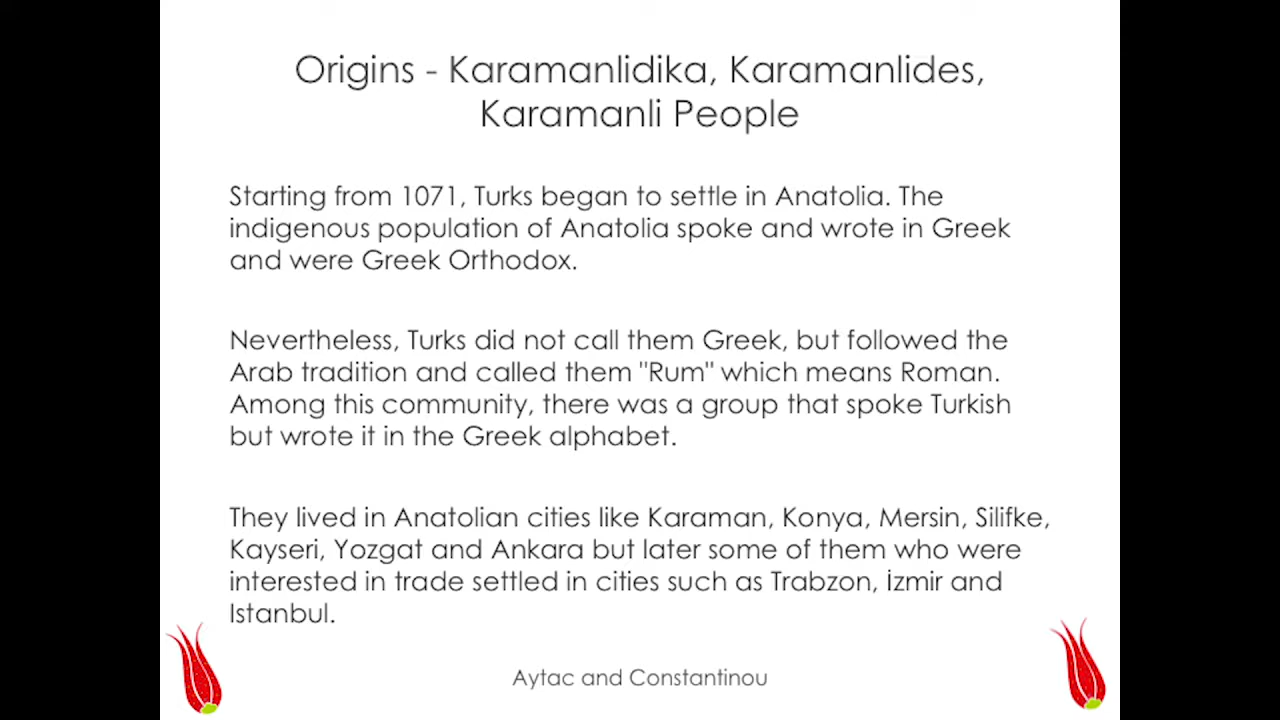 Origins - Karamanlidika, Karamanlides,
Karamanli People
Starting from 1071, Turks began to settle in Anatolia. The
indigenous population of Anatolia spoke and wrote in Greek
and were Greek Orthodox.
Nevertheless, Turks did not call them Greek, but followed the
Arab tradition and called them "Rum" which means Roman.
Among this community, there was a group that spoke Turkish
but wrote it in the Greek alphabet.
They lived in Anatolian cities like Karaman, Konya, Mersin, Silifke,
Kayseri, Yozgat and Ankara but later some of them who were
interested in trade settled in cities such as Trabzon, İzmir and
Istanbul.
Aytac and Constantinou